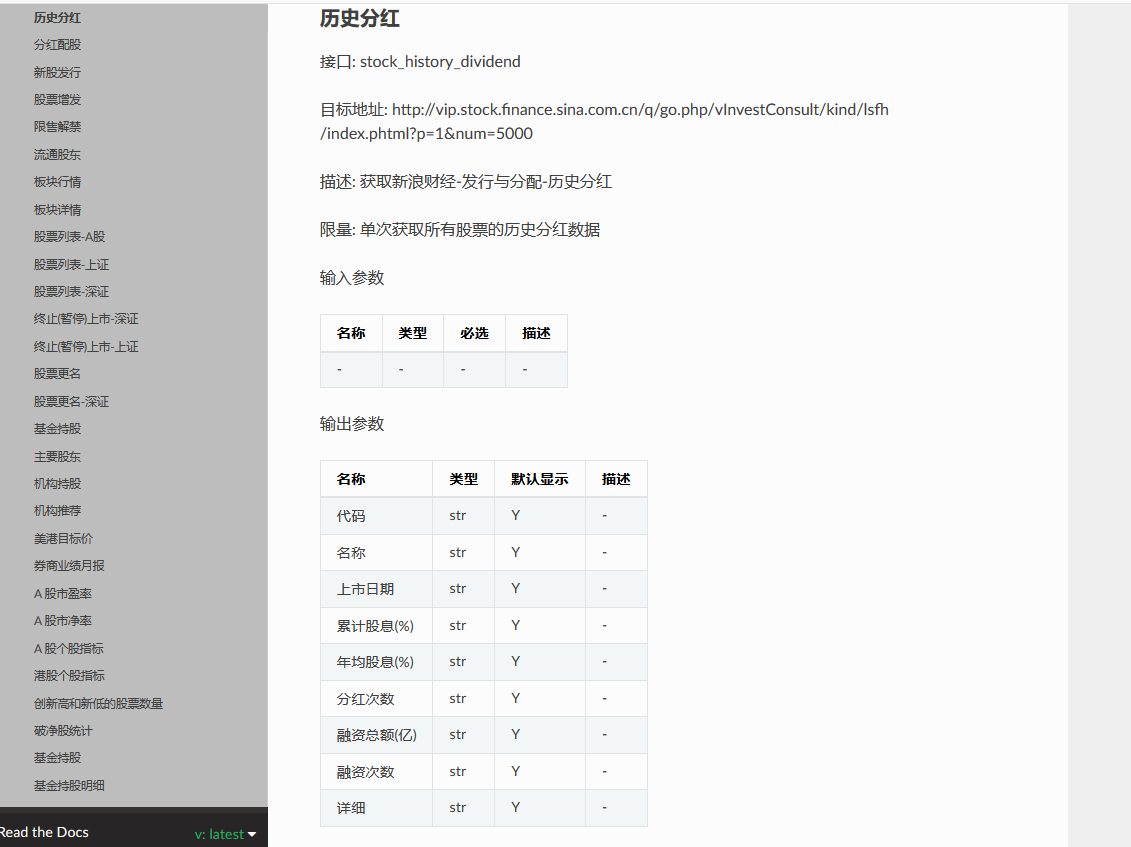 历史分红
分红配股
新股发行
股票增发
限售解禁
流通股东
板块行情
板块详情
股票列表-A股
股票列表-上证
股票列表-深证
终止(暂停)上市-深证
终止(暂停)上市-上证
股票更名
股票更名-深证
基金持股
主要股东
机构持股
机构推荐
美港目标价
券商业绩月报
A 股市盈率
A 股市净率
A 股个股指标
港股个股指标
创新高和新低的股票数量
破净股统计
基金持股
基金持股明细
Read the Docs v: latest
历史分红
接口: stock_history_dividend
目标地址: http://vip.stock.finance.sina.com.cn/q/go.php/vInvestConsult/kind/lsfh
/index.phtml?p=1&num=5000
描述: 获取新浪财经-发行与分配-历史分红
限量: 单次获取所有股票的历史分红数据
输入参数
名称 类型 必选 描述
- - - -
输出参数
名称 类型 默认显示 描述
代码 str Y -
名称 str Y -
上市日期 str Y -
累计股息(%) str Y -
年均股息(%) str Y -
分红次数 str Y -
融资总额(亿) str Y -
融资次数 str Y -
详细 str Y -